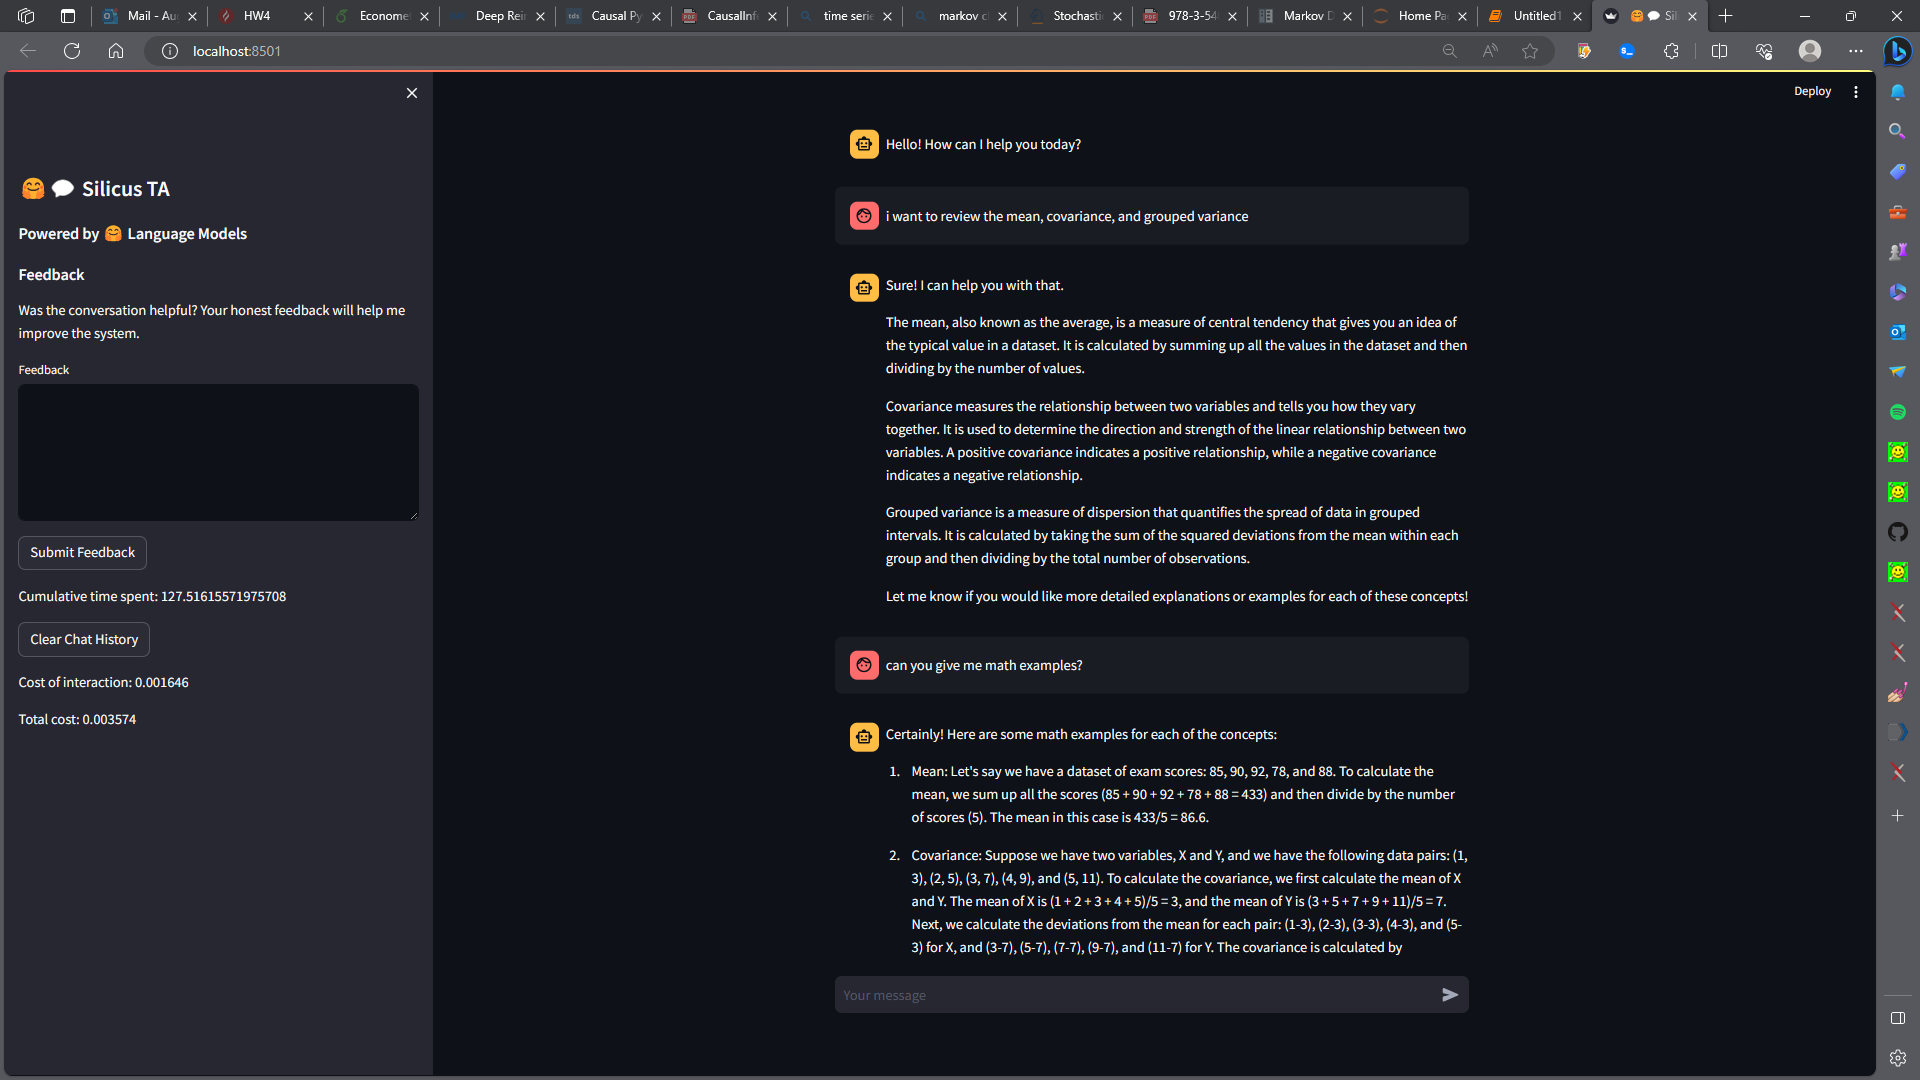 Mail - Au
HW4
Economet
Deep Rein
Causal Py
CausalInfe
time serie
markov cl
Stochastic
978-3-54
Markov D
Home Pa
Untitled1
Sil
localhost:8501
Deploy
Silicus TA
Powered by Language Models
Feedback
Was the conversation helpful? Your honest feedback will help me
improve the system.
Feedback
Submit Feedback
Cumulative time spent: 127.51615571975708
Clear Chat History
Cost of interaction: 0.001646
Total cost: 0.003574
Hello! How can I help you today?
i want to review the mean, covariance, and grouped variance
Sure! I can help you with that.
The mean, also known as the average, is a measure of central tendency that gives you an idea of
the typical value in a dataset. It is calculated by summing up all the values in the dataset and then
dividing by the number of values.
Covariance measures the relationship between two variables and tells you how they vary
together. It is used to determine the direction and strength of the linear relationship between two
variables. A positive covariance indicates a positive relationship, while a negative covariance
indicates a negative relationship.
Grouped variance is a measure of dispersion that quantifies the spread of data in grouped
intervals. It is calculated by taking the sum of the squared deviations from the mean within each
group and then dividing by the total number of observations.
Let me know if you would like more detailed explanations or examples for each of these concepts!
can you give me math examples?
Certainly! Here are some math examples for each of the concepts:
1. Mean: Let's say we have a dataset of exam scores: 85, 90, 92, 78, and 88. To calculate the
mean, we sum up all the scores (85 + 90 + 92 + 78 + 88 = 433) and then divide by the number
of scores (5). The mean in this case is 433/5 = 86.6.
2. Covariance: Suppose we have two variables, X and Y, and we have the following data pairs: (1,
3), (2, 5), (3, 7), (4, 9), and (5, 11). To calculate the covariance, we first calculate the mean of X
and Y. The mean of X is (1 + 2 + 3 + 4 + 5)/5 = 3, and the mean of Y is (3 + 5 + 7 + 9 + 11)/5 = 7.
Next, we calculate the deviations from the mean for each pair: (1-3), (2-3), (3-3), (4-3), and (5-
3) for X, and (3-7), (5-7), (7-7), (9-7), and (11-7) for Y. The covariance is calculated by
Your message